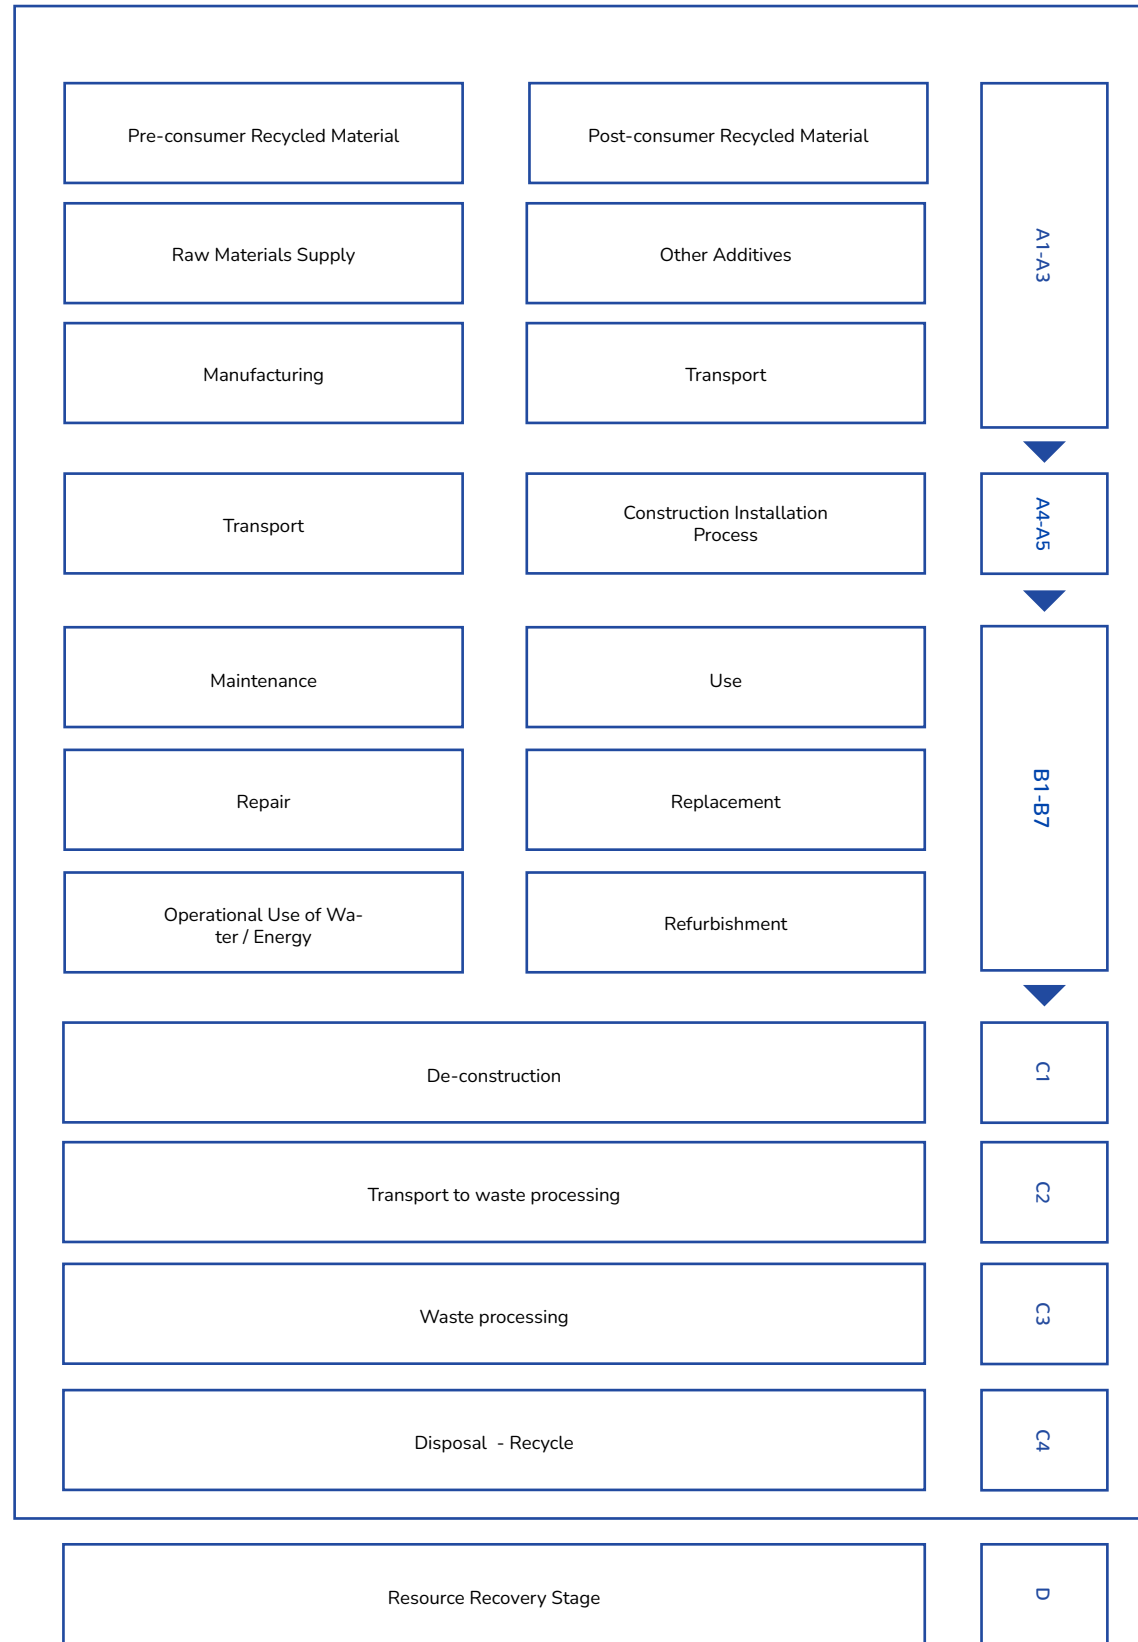 Pre-consumer Recycled Material
Post-consumer Recycled Material
Raw Materials Supply
Other Additives
Manufacturing
Transport
A1-A3
Transport
Construction Installation
Process
A4-A5
Maintenance
Use
Repair
Replacement
Operational Use of Wa-
ter / Energy
Refurbishment
B1-B7
De-construction
C1
Transport to waste processing
C2
Waste processing
C3
Disposal  - Recycle
C4
Resource Recovery Stage
D